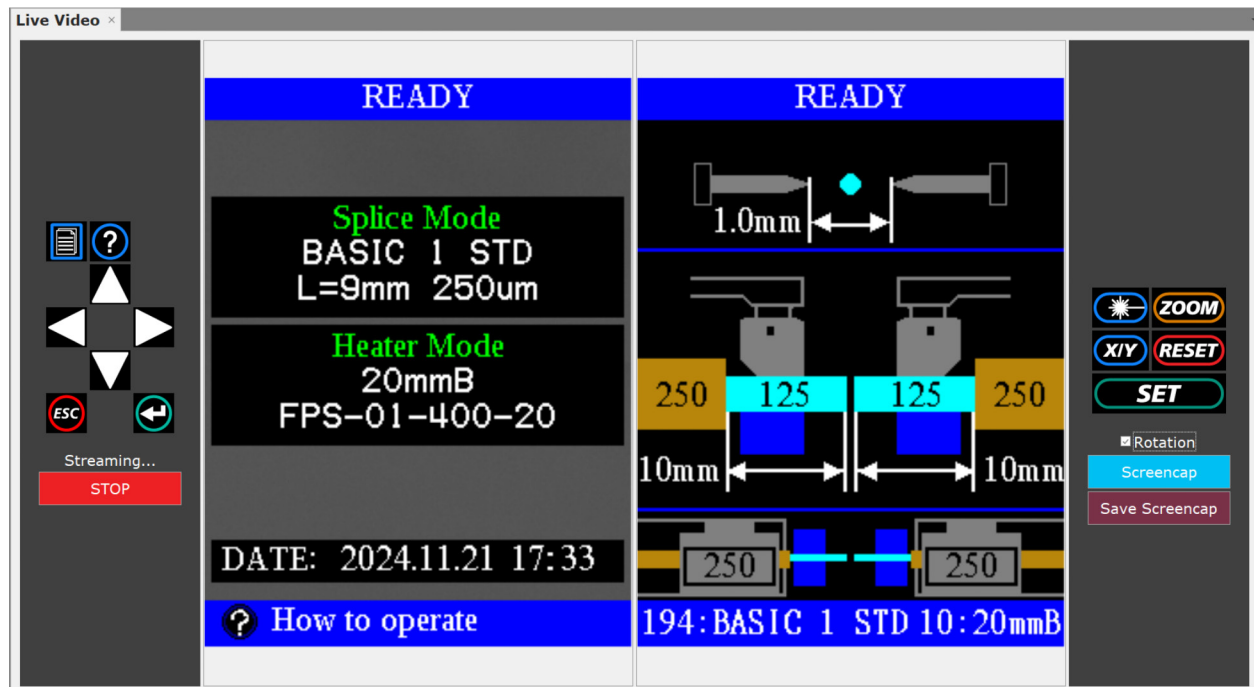 Live Video ×
?
ESC
Streaming...
STOP
READY
Splice Mode
BASIC 1 STD
L=9mm 250um
Heater Mode
20mmB
FPS-01-400-20
DATE: 2024.11.21 17:33
? How to operate
READY
1.0mm
250 125 125 250
10mm 10mm
250 250
194:BASIC 1 STD 10:20mmB
ZOOM
X/Y RESET
SET
Rotation
Screencap
Save Screencap